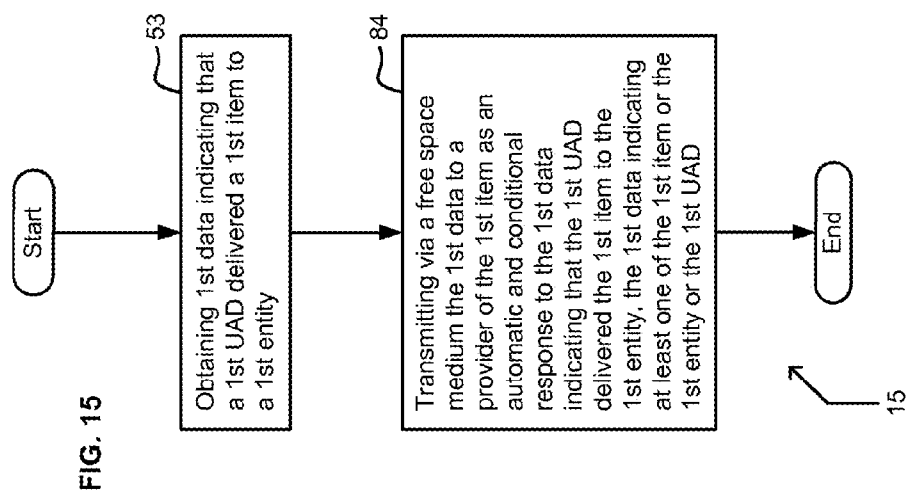 FIG. 15
Start
53
Obtaining 1st data indicating that
a 1st UAD delivered a 1st item to
a 1st entity
84
Transmitting via a free space
medium the 1st data to a
provider of the 1st item as an
automatic and conditional
response to the 1st data
indicating that the 1st UAD
delivered the 1st item to the
1st entity, the 1st data indicating
at least one of the 1st item or the
1st entity or the 1st UAD
End
15